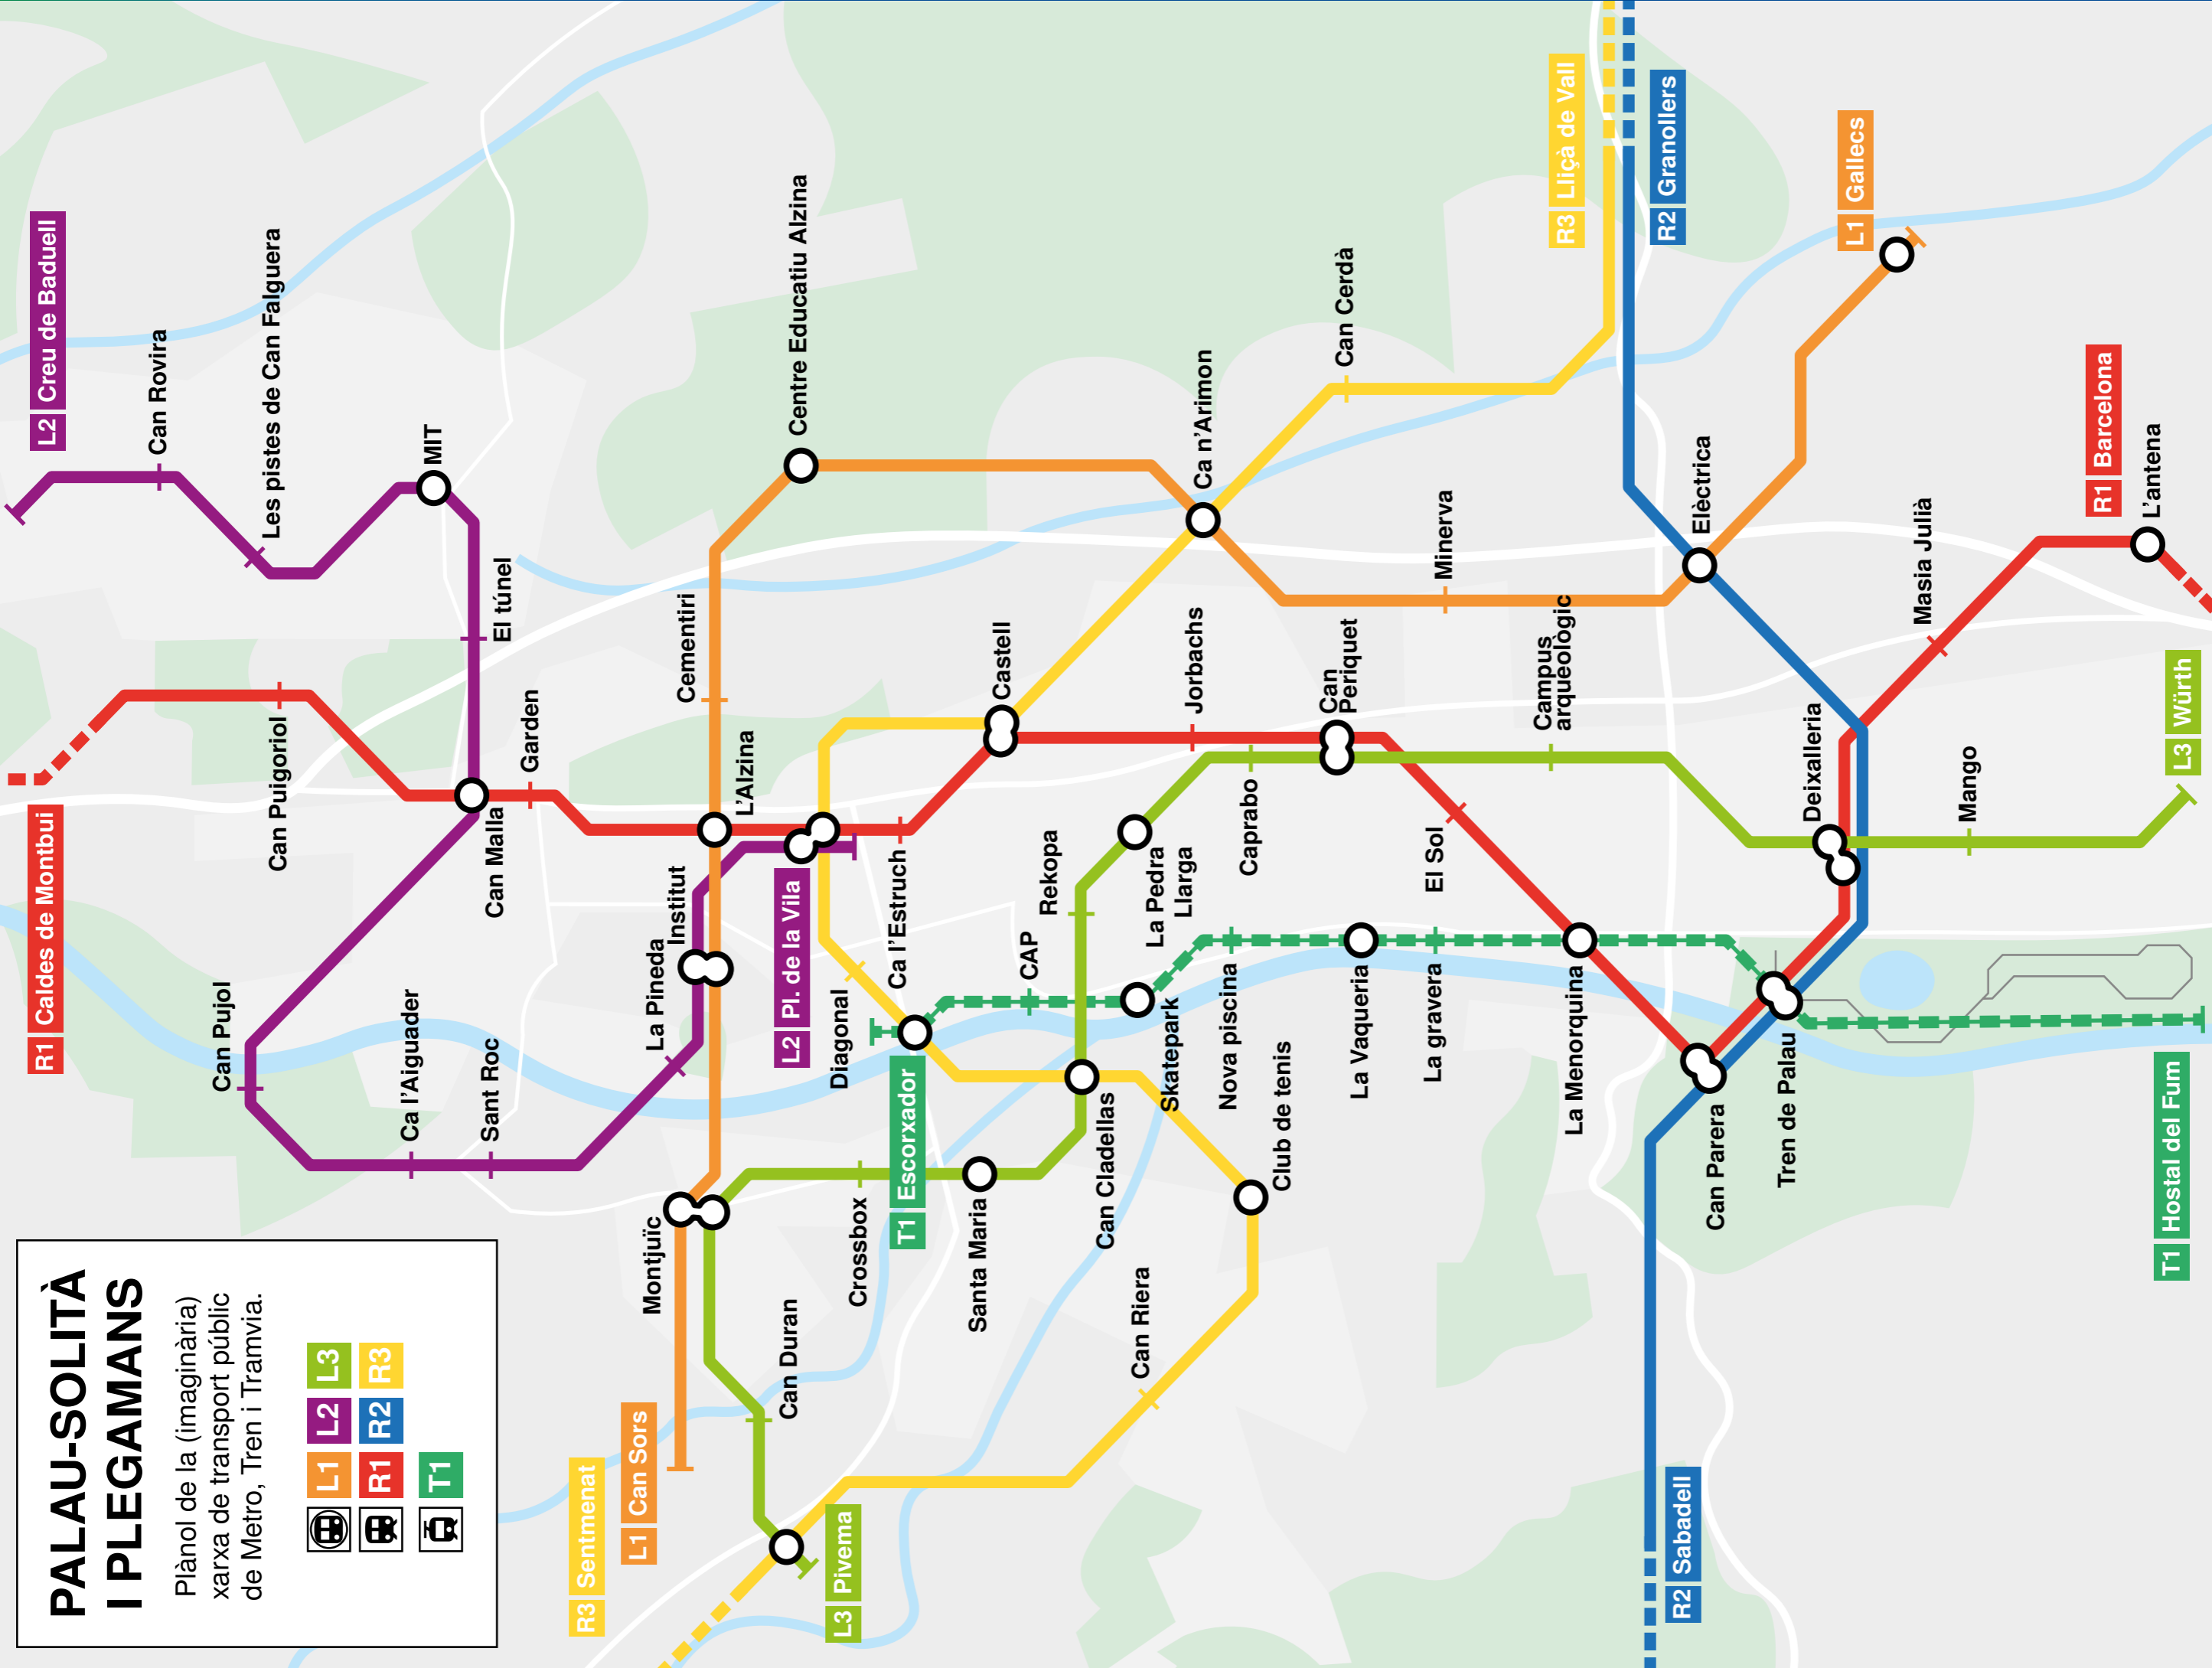 PALAU-SOLITÀ
I PLEGAMANS
Plànol de la (imaginària)
xarxa de transport públic
de Metro, Tren i Tramvia.
L1 L2 L3
R1 R2 R3
T1
R1 Caldes de Montbui
L2 Creu de Baduell
Can Rovira
Les pistes de Can Falguera
MIT
El túnel
Can Puigoriol
Can Malla
Garden
Can Pujol
Ca l'Aiguader
Sant Roc
La Pineda
Institut
Cementiri
L'Alzina
Centre Educatiu Alzina
L2 Pl. de la Vila
Montjuïc
L1 Can Sors
R3 Sentmenat
L3 Pivema
Can Duran
Crossbox
Santa Maria
T1 Escorxador
Diagonal
Ca l'Estruch
Castell
CAP
Rekopa
La Pedra
Llarga
Can Cladellas
Skatepark
Nova piscina
Club de tenis
Can Riera
Caprabo
Jorbachs
Ca n'Arimon
Can Cerdà
Can
Periquet
Minerva
Campus
arqueològic
El Sol
La Vaqueria
La gravera
La Menorquina
Can Parera
Tren de Palau
Deixalleria
Elèctrica
R3 Lliçà de Vall
R2 Granollers
L1 Gallecs
Masia Julià
R1 Barcelona
L'antena
Mango
L3 Würth
R2 Sabadell
T1 Hostal del Fum